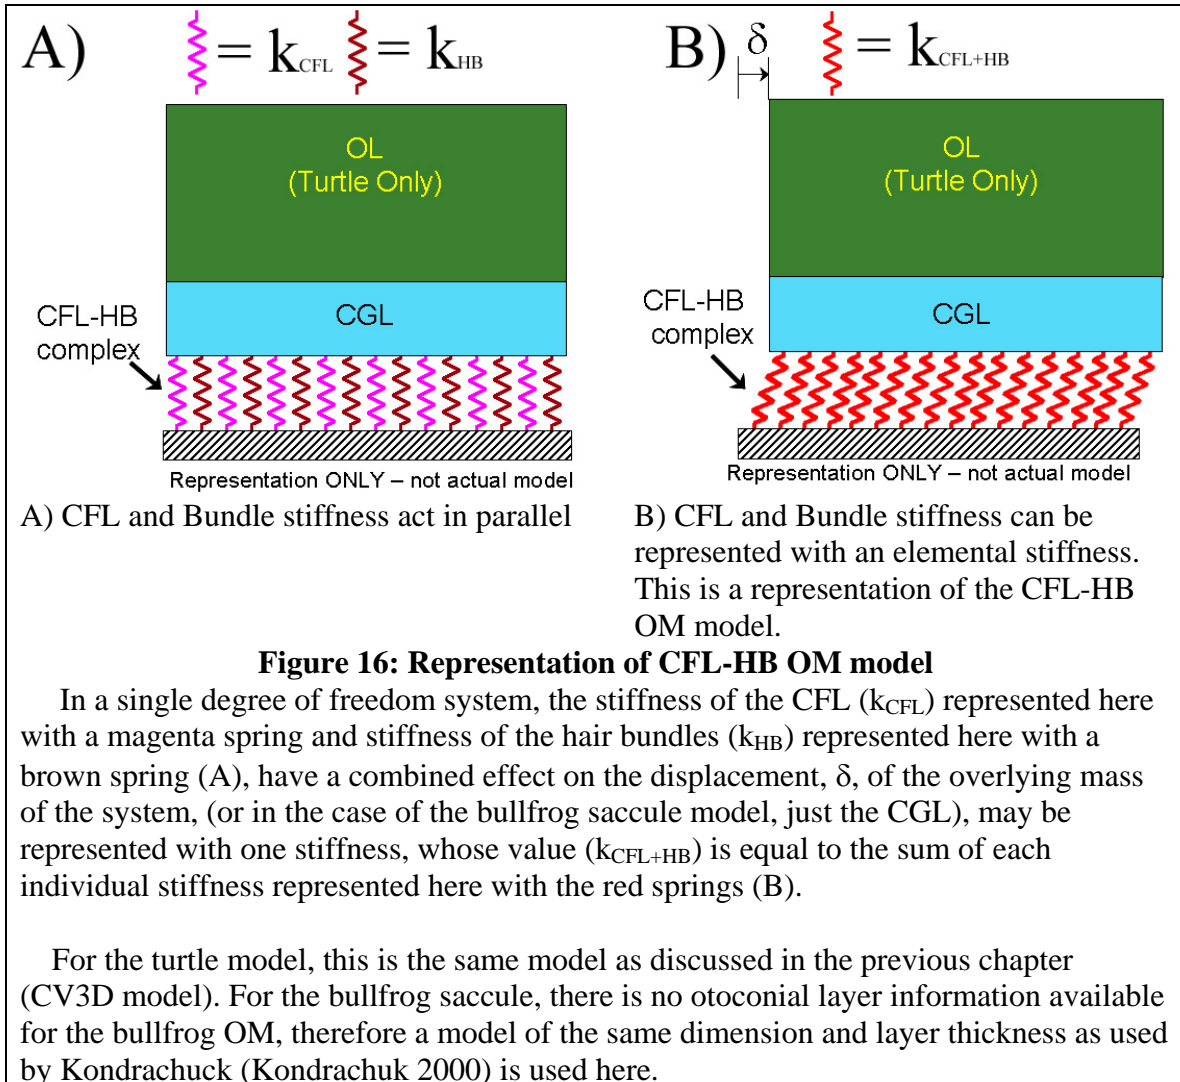 A) = kCFL = kHB
B) δ = kCFL+HB
OL
(Turtle Only)
OL
(Turtle Only)
CFL-HB
complex
CGL
CFL-HB
complex
CGL
Representation ONLY – not actual model
Representation ONLY – not actual model
A) CFL and Bundle stiffness act in parallel
B) CFL and Bundle stiffness can be
represented with an elemental stiffness.
This is a representation of the CFL-HB
OM model.
Figure 16: Representation of CFL-HB OM model
In a single degree of freedom system, the stiffness of the CFL (kCFL) represented here
with a magenta spring and stiffness of the hair bundles (kHB) represented here with a
brown spring (A), have a combined effect on the displacement, δ, of the overlying mass
of the system, (or in the case of the bullfrog saccule model, just the CGL), may be
represented with one stiffness, whose value (kCFL+HB) is equal to the sum of each
individual stiffness represented here with the red springs (B).
For the turtle model, this is the same model as discussed in the previous chapter
(CV3D model). For the bullfrog saccule, there is no otoconial layer information available
for the bullfrog OM, therefore a model of the same dimension and layer thickness as used
by Kondrachuck (Kondrachuk 2000) is used here.